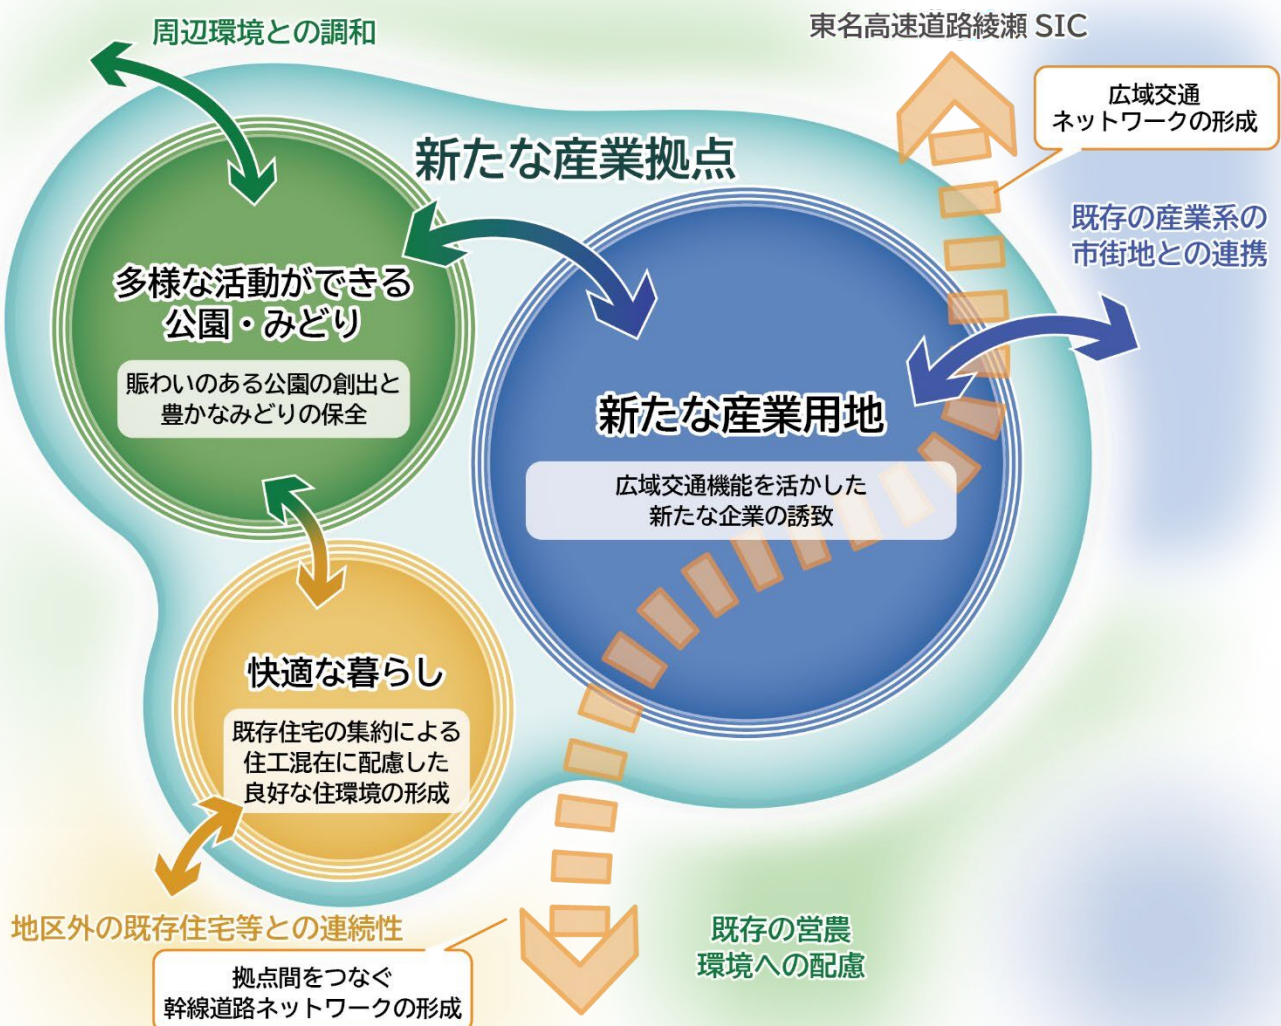 周辺環境との調和
東名高速道路綾瀬 SIC
広域交通
ネットワークの形成
新たな産業拠点
既存の産業系の
市街地との連携
多様な活動ができる
公園・みどり
賑わいのある公園の創出と
豊かなみどりの保全
新たな産業用地
広域交通機能を活かした
新たな企業の誘致
快適な暮らし
既存住宅の集約による
住工混在に配慮した
良好な住環境の形成
地区外の既存住宅等との連続性
既存の営農
環境への配慮
拠点間をつなぐ
幹線道路ネットワークの形成